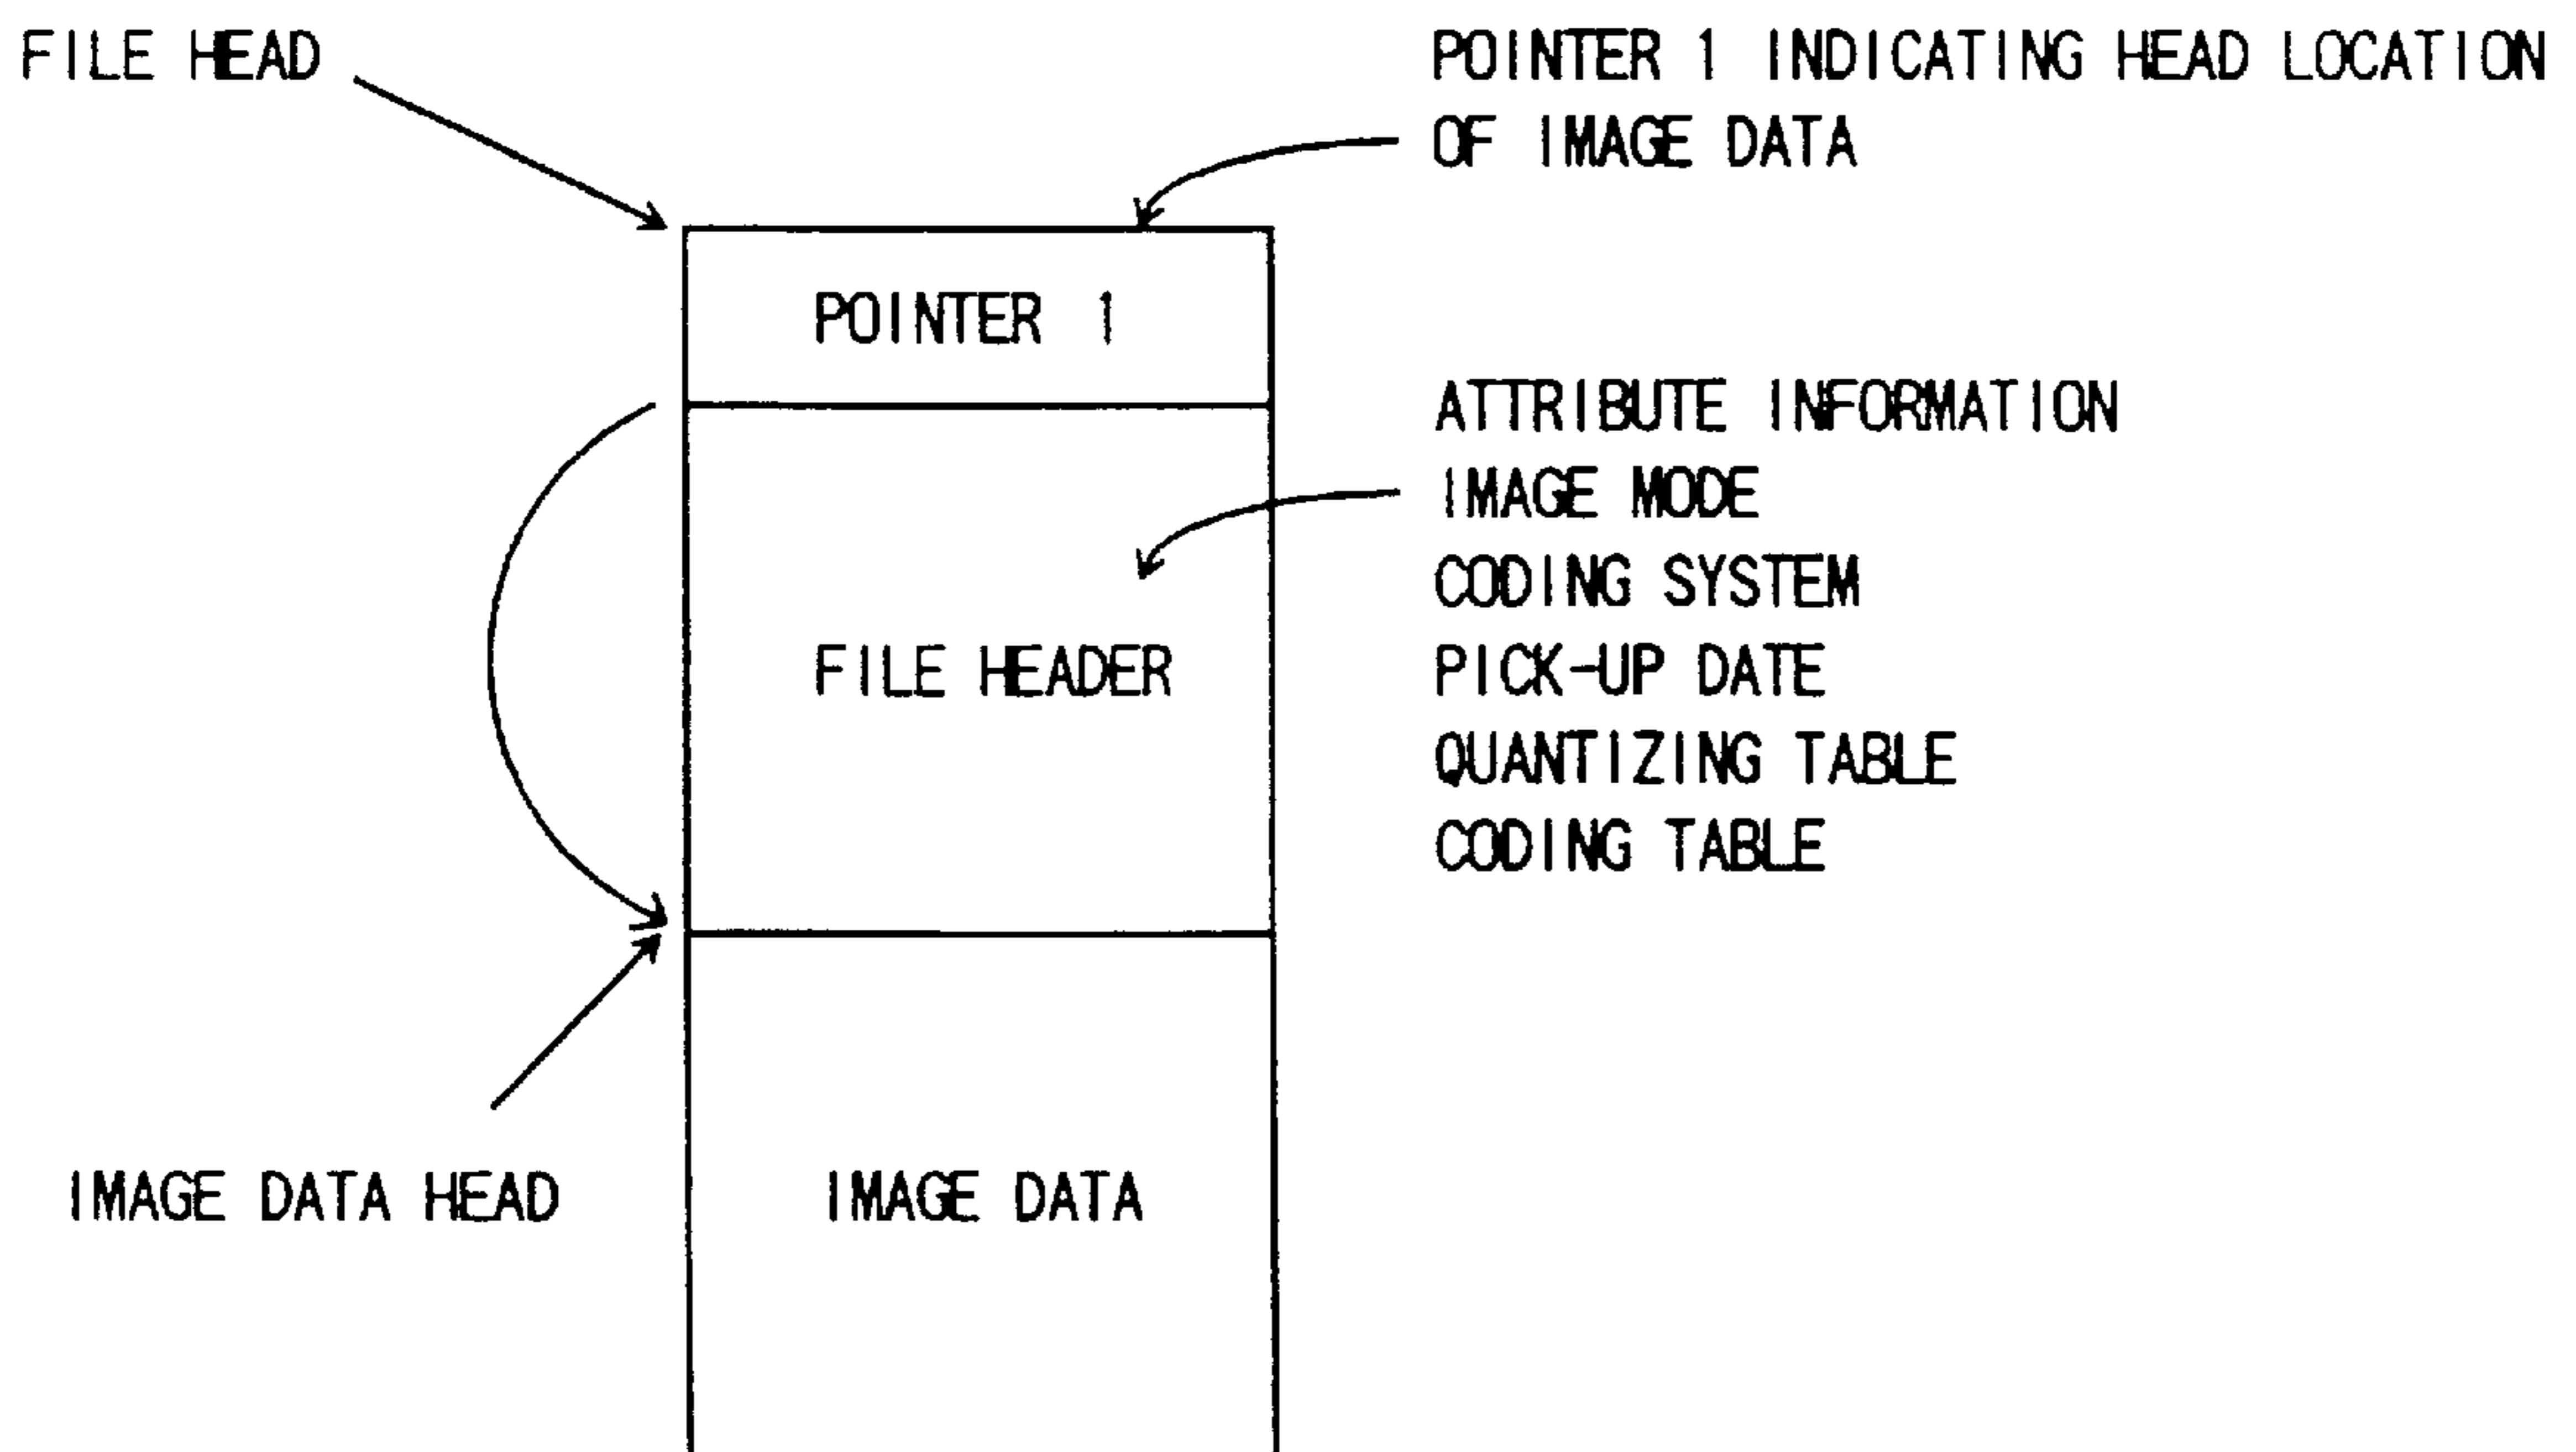 FILE HEAD
POINTER 1 INDICATING HEAD LOCATION
OF IMAGE DATA
POINTER 1
ATTRIBUTE INFORMATION
IMAGE MODE
CODING SYSTEM
FILE HEADER
PICK-UP DATE
QUANTIZING TABLE
CODING TABLE
IMAGE DATA HEAD
IMAGE DATA